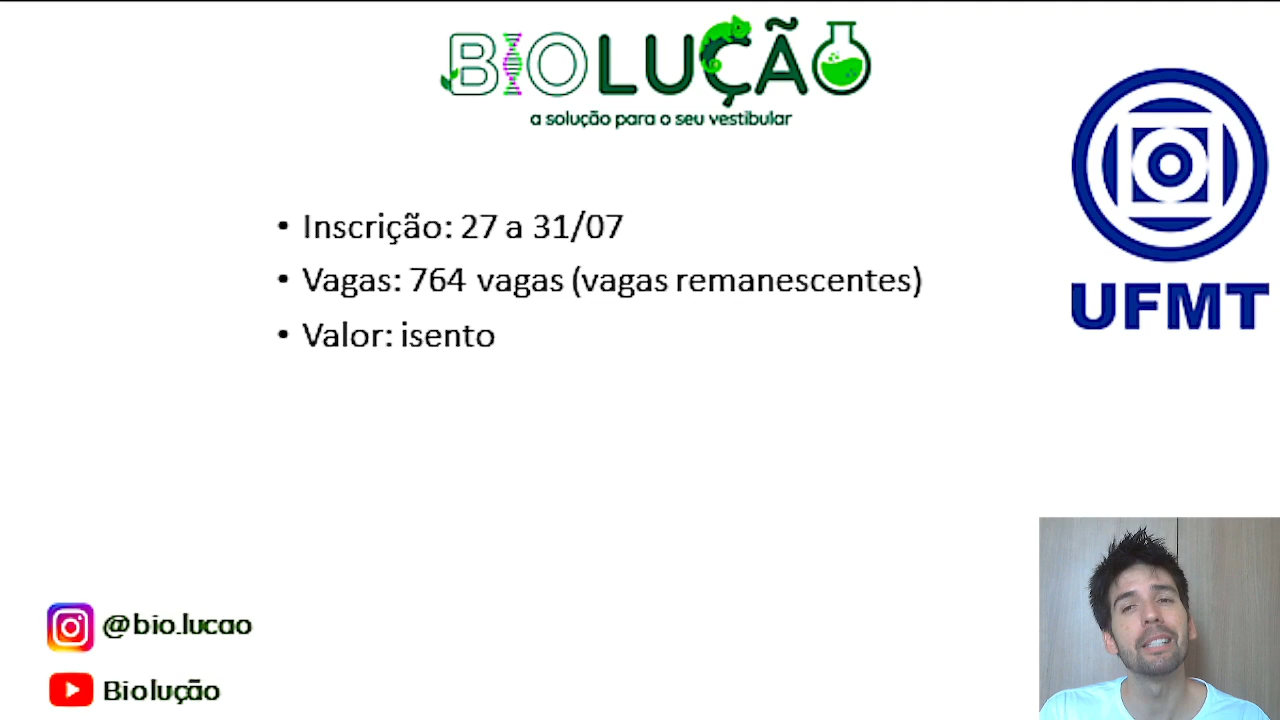 BIOLUÇÃO
a solução para o seu vestibular
• Inscrição: 27 a 31/07
• Vagas: 764 vagas (vagas remanescentes)
• Valor: isento
UFMT
@bio.lucao
Biolução